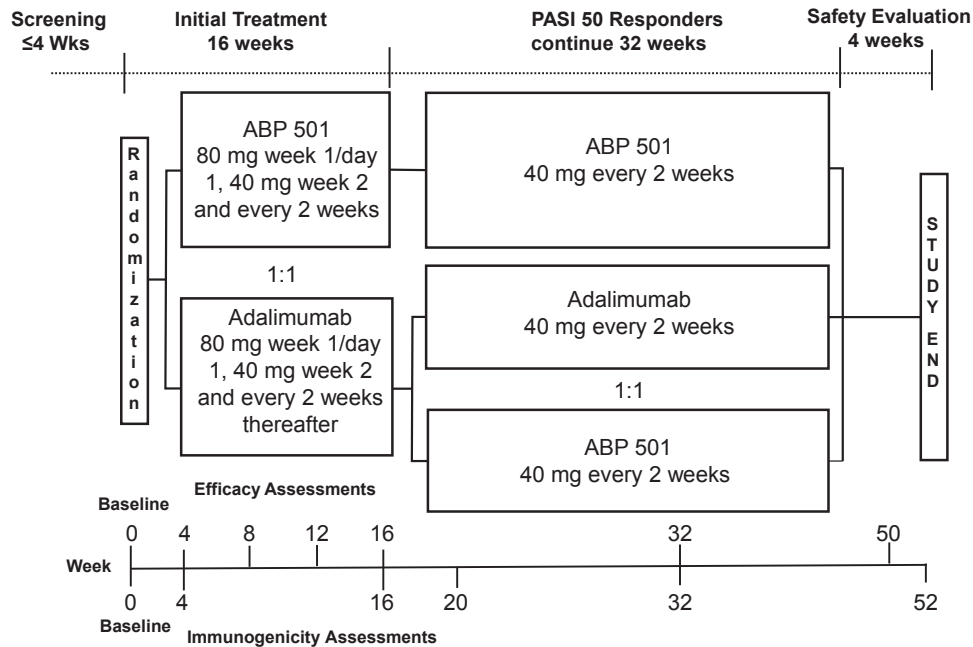 Screening
≤4 Wks
Initial Treatment
16 weeks
PASI 50 Responders
continue 32 weeks
Safety Evaluation
4 weeks
Randomization
ABP 501
80 mg week 1/day
1, 40 mg week 2
and every 2 weeks
ABP 501
40 mg every 2 weeks
1:1
Adalimumab
80 mg week 1/day
1, 40 mg week 2
and every 2 weeks
thereafter
Adalimumab
40 mg every 2 weeks
1:1
ABP 501
40 mg every 2 weeks
STUDY END
Efficacy Assessments
Baseline
0 4 8 12 16 32 50
Week
0 4 16 20 32 52
Baseline
Immunogenicity Assessments